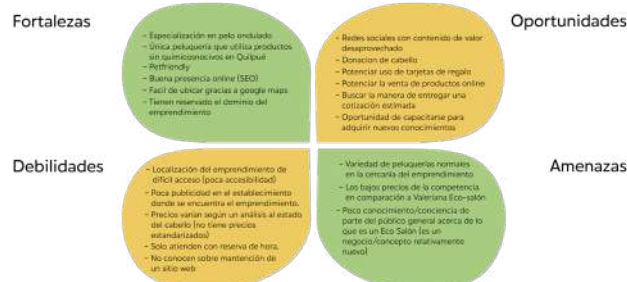 Fortalezas
– Especialización en pelo ondulado
– Única peluquería que utiliza productos
sin quimicosnocivos en Quilpué
– Petfriendly
– Buena presencia online (SEO)
– Facil de ubicar gracias a google maps
– Tienen reservado el dominio del
emprendimiento
Oportunidades
– Redes sociales con contenido de valor
desaprovechado
– Donacion de cabello
– Potenciar uso de tarjetas de regalo
– Potenciar la venta de productos online
– Buscar la manera de entregar una
cotización estimada
– Oportunidad de capacitarse para
adquirir nuevos conocimientos
Debilidades
– Localización del emprendimiento de
difícil acceso (poca accesibilidad)
– Poca publicidad en el establecimiento
donde se encuentra el emprendimiento.
– Precios varían según un análisis al estado
del cabello (no tiene precios
estandarizados)
– Solo atienden con reserva de hora.
– No conocen sobre mantención de
un sitio web
Amenazas
– Variedad de peluquerías normales
en la cercanía del emprendimiento
– Los bajos precios de la competencia
en comparación a Valeriana Eco-salón
– Poco conocimiento/conciencia de
parte del público general acerca de lo
que es un Eco Salón (es un
negocio/concepto relativamente
nuevo)